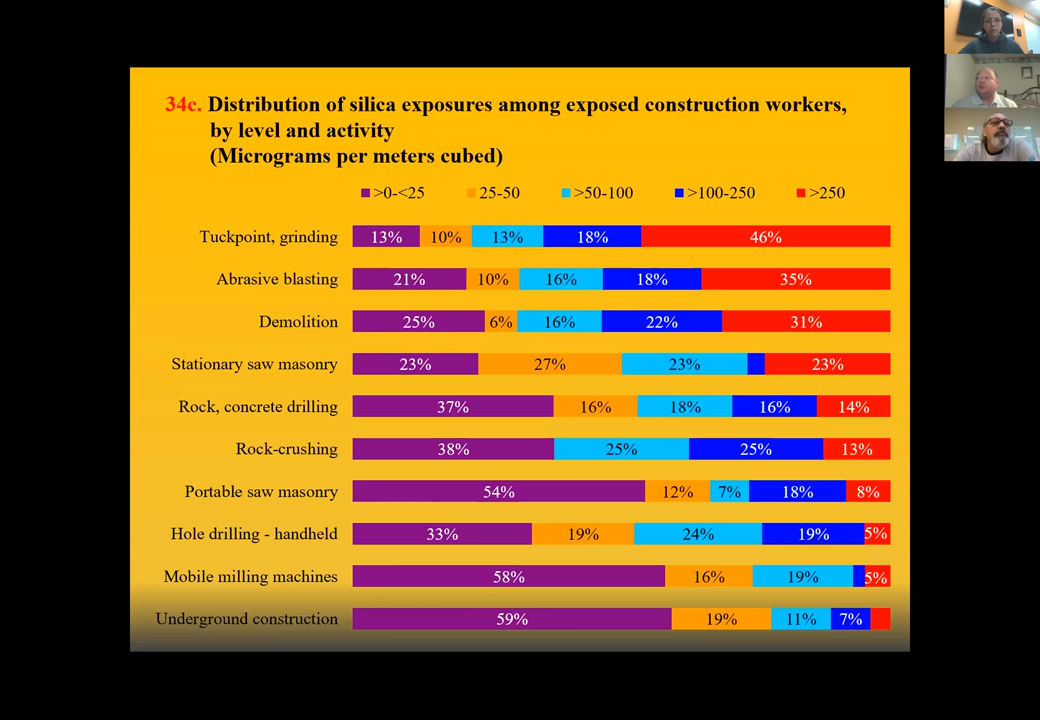 34c. Distribution of silica exposures among exposed construction workers,
by level and activity
(Micrograms per meters cubed)
>0-<25 25-50 >50-100 >100-250 >250
Tuckpoint, grinding 13% 10% 13% 18% 46%
Abrasive blasting 21% 10% 16% 18% 35%
Demolition 25% 6% 16% 22% 31%
Stationary saw masonry 23% 27% 23% 23%
Rock, concrete drilling 37% 16% 18% 16% 14%
Rock-crushing 38% 25% 25% 13%
Portable saw masonry 54% 12% 7% 18% 8%
Hole drilling - handheld 33% 19% 24% 19% 5%
Mobile milling machines 58% 16% 19% 5%
Underground construction 59% 19% 11% 7%